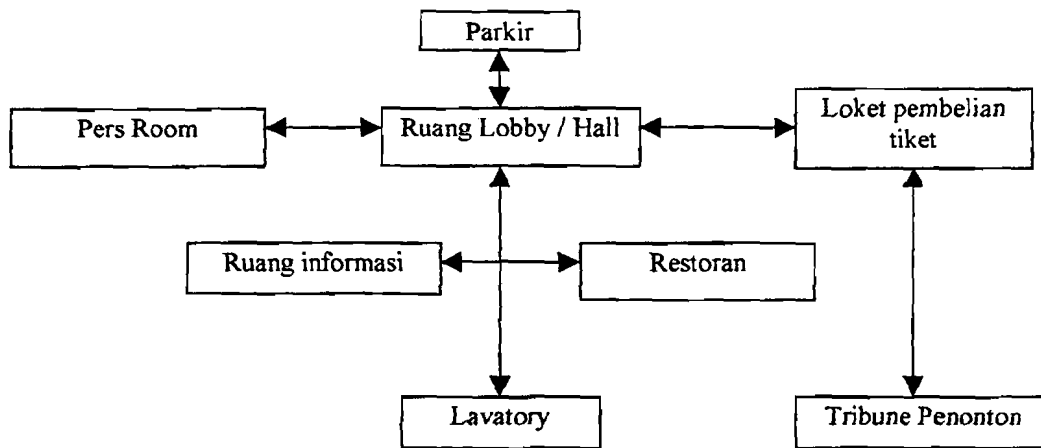 Parkir
Pers Room
Ruang Lobby / Hall
Loket pembelian
tiket
Ruang informasi
Restoran
Lavatory
Tribune Penonton